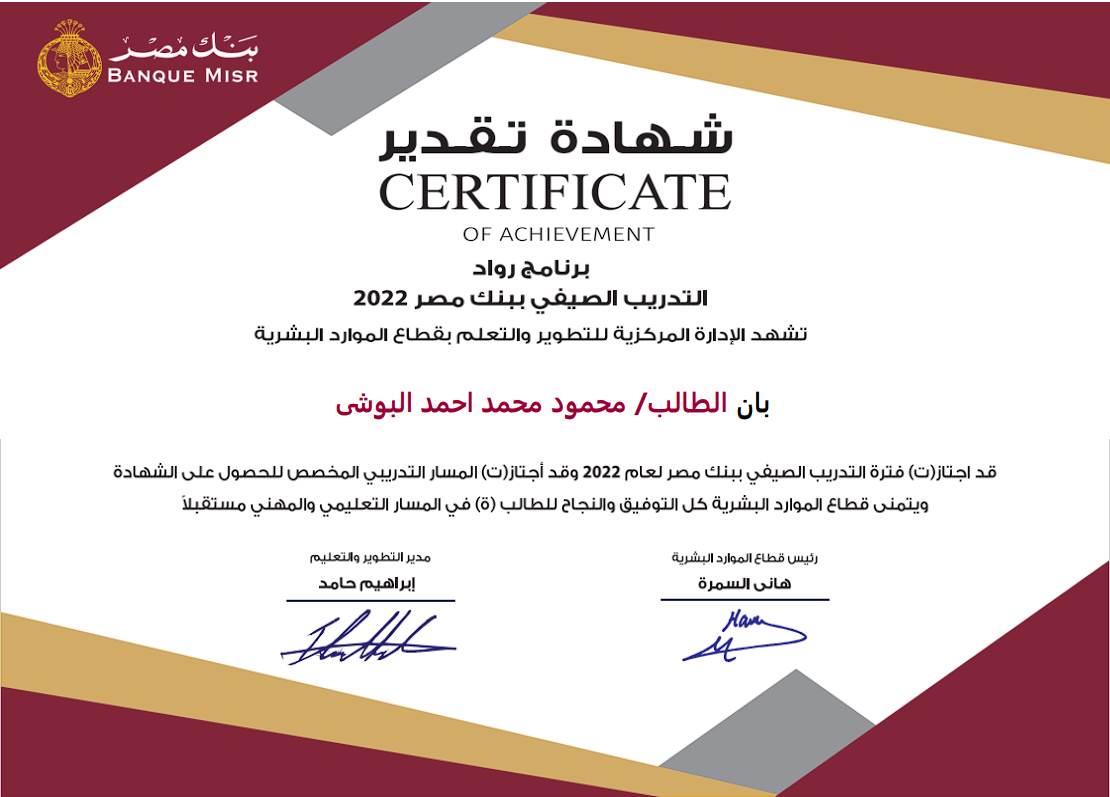 بنك مصر
BANQUE MISR
شهادة تقدير
CERTIFICATE
OF ACHIEVEMENT
برنامج رواد
التدريب الصيفي ببنك مصر 2022
تشهد الإدارة المركزية للتطوير والتعلم بقطاع الموارد البشرية
بان الطالب/ محمود محمد احمد البوشى
قد اجتاز(ت) فترة التدريب الصيفي ببنك مصر لعام 2022 وقد أجتاز(ت) المسار التدريبي المخصص للحصول على الشهادة
ويتمنى قطاع الموارد البشرية كل التوفيق والنجاح للطالب (ة) في المسار التعليمي والمهني مستقبلاً
رئيس قطاع الموارد البشرية
هانى السمرة
مدير التطوير والتعليم
إبراهيم حامد